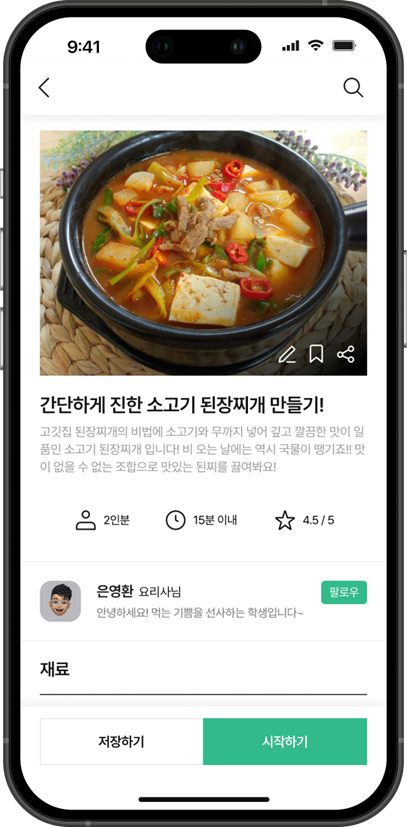 9:41
간단하게 진한 소고기 된장찌개 만들기!
고깃집 된장찌개의 비법에 소고기와 무까지 넣어 깊고 깔끔한 맛이 일
품인 소고기 된장찌개 입니다! 비 오는 날에는 역시 국물이 땡기죠!! 맛
이 없을 수 없는 조합으로 맛있는 된찌를 끓여봐요!
2인분 15분 이내 4.5 / 5
은영환 요리사님 팔로우
안녕하세요! 먹는 기쁨을 선사하는 학생입니다~
재료
저장하기 시작하기